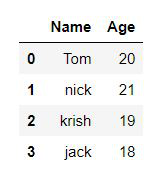 Name Age
0 Tom 20
1 nick 21
2 krish 19
3 jack 18